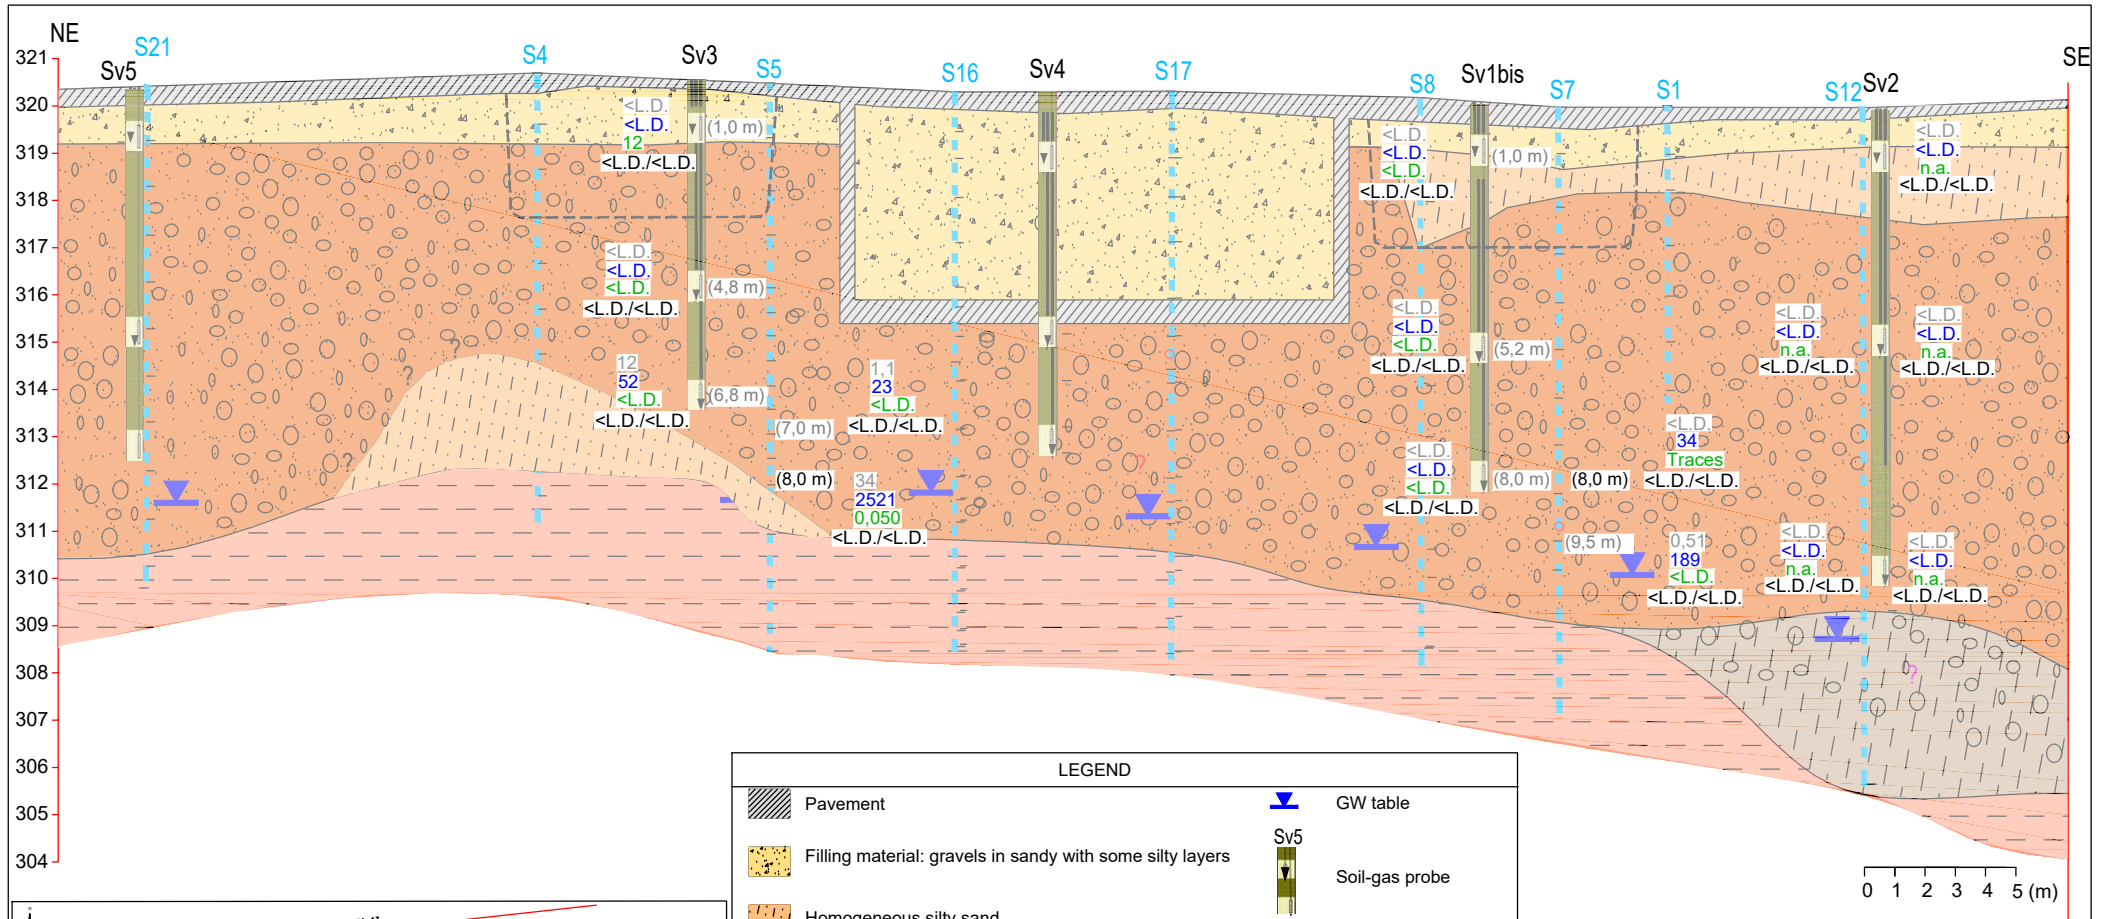 NE
SE
S21
S4
Sv3
S5
S16
Sv4
S17
S8
Sv1bis
S7
S1
S12
Sv2
Sv5
321
320
319
318
317
316
315
314
313
312
311
310
309
308
307
306
305
304
<L.D.
<L.D.
12
<L.D./<L.D.
(1,0 m)
<L.D.
<L.D.
<L.D.
<L.D./<L.D.
(4,8 m)
12
52
<L.D.
<L.D./<L.D.
(6,8 m)
(7,0 m)
1,1
23
<L.D.
<L.D./<L.D.
(8,0 m)
34
2521
0,050
<L.D./<L.D.
<L.D.
<L.D.
<L.D.
<L.D./<L.D.
(1,0 m)
<L.D.
<L.D.
<L.D.
<L.D./<L.D.
(5,2 m)
<L.D.
<L.D.
<L.D.
<L.D./<L.D.
(8,0 m)
(8,0 m)
<L.D.
34
Traces
<L.D./<L.D.
(9,5 m)
0,51
189
<L.D.
<L.D./<L.D.
<L.D.
<L.D.
n.a.
<L.D./<L.D.
<L.D.
<L.D.
n.a.
<L.D./<L.D.
<L.D.
<L.D.
n.a.
<L.D./<L.D.
<L.D.
<L.D.
n.a.
<L.D./<L.D.
<L.D.
<L.D.
n.a.
<L.D./<L.D.
?
?
?
?
?
LEGEND
Pavement
GW table
Filling material: gravels in sandy with some silty layers
Sv5
Soil-gas probe
Homogeneous silty sand
0 1 2 3 4 5 (m)